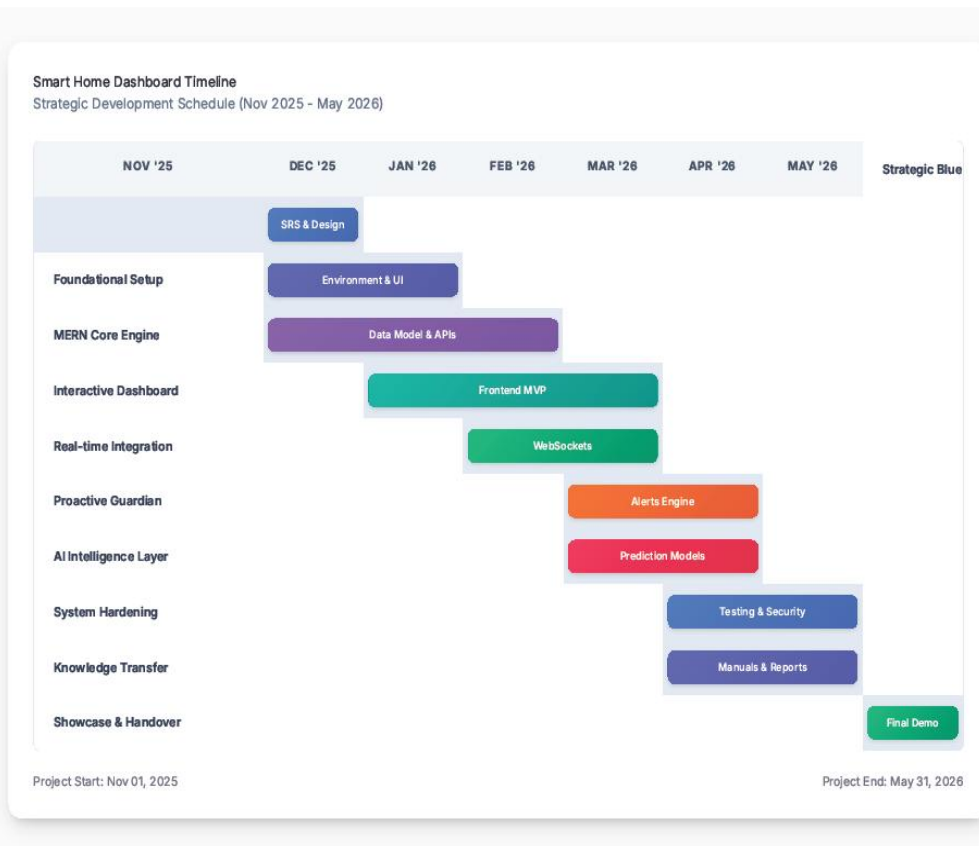 Smart Home Dashboard Timeline
Strategic Development Schedule (Nov 2025 - May 2026)
NOV '25 DEC '25 JAN '26 FEB '26 MAR '26 APR '26 MAY '26 Strategic Blue
SRS & Design
Foundational Setup Environment & UI
MERN Core Engine Data Model & APIs
Interactive Dashboard Frontend MVP
Real-time Integration WebSockets
Proactive Guardian Alerts Engine
AI Intelligence Layer Prediction Models
System Hardening Testing & Security
Knowledge Transfer Manuals & Reports
Showcase & Handover Final Demo
Project Start: Nov 01, 2025 Project End: May 31, 2026